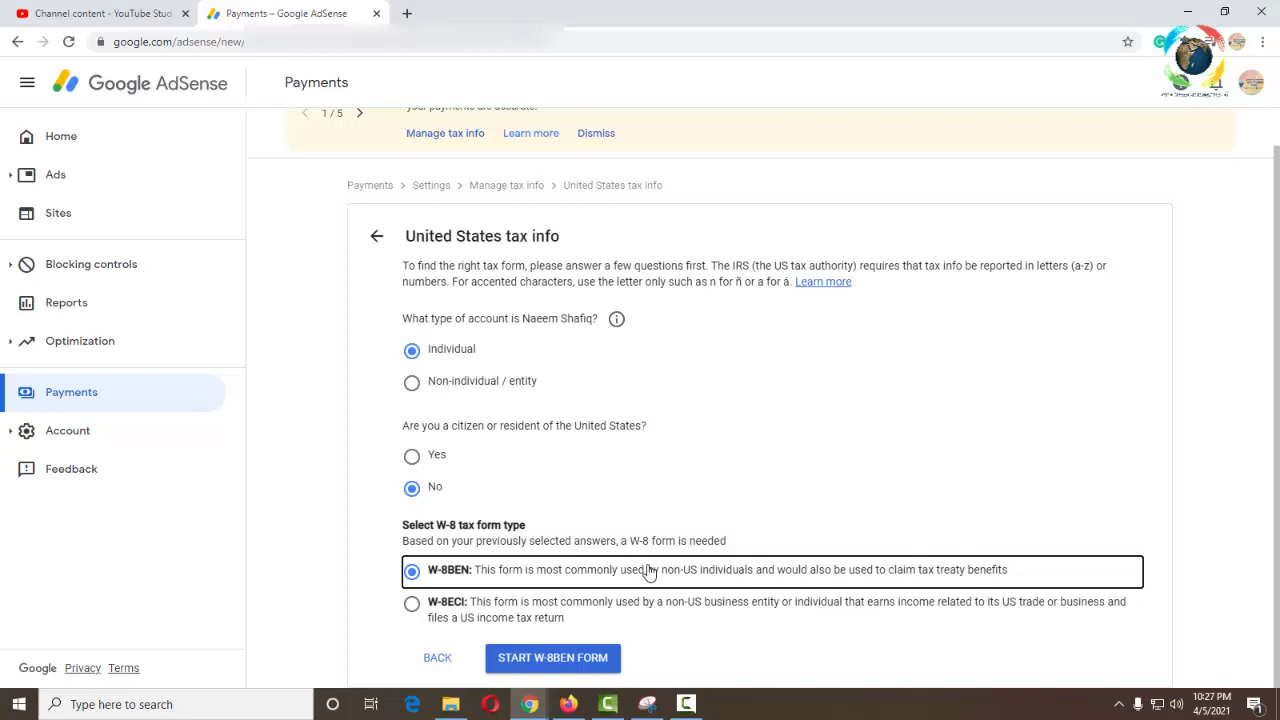 Channel content - YouTube Studio
Payments – Google AdSense
google.com/adsense/new/
Google AdSense
Payments
your payments are accurate.
1 / 5
Manage tax info Learn more Dismiss
Home
Ads
Sites
Blocking controls
Reports
Optimization
Payments
Account
Feedback
Google Privacy Terms
Payments > Settings > Manage tax info > United States tax info
United States tax info
To find the right tax form, please answer a few questions first. The IRS (the US tax authority) requires that tax info be reported in letters (a-z) or
numbers. For accented characters, use the letter only such as n for ñ or a for á. Learn more
What type of account is Naeem Shafiq?
Individual
Non-individual / entity
Are you a citizen or resident of the United States?
Yes
No
Select W-8 tax form type
Based on your previously selected answers, a W-8 form is needed
W-8BEN: This form is most commonly used by non-US individuals and would also be used to claim tax treaty benefits
W-8ECI: This form is most commonly used by a non-US business entity or individual that earns income related to its US trade or business and
files a US income tax return
BACK START W-8BEN FORM
Type here to search
10:27 PM
4/5/2021